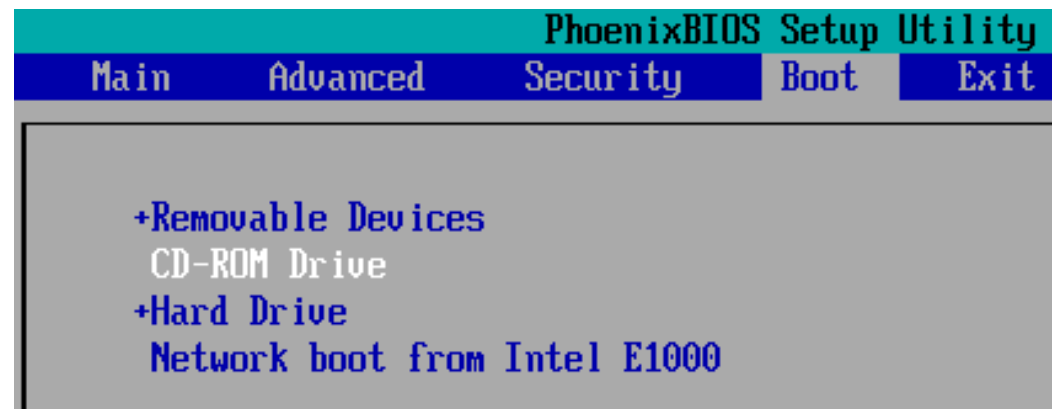 PhoenixBIOS Setup Utility
Main Advanced Security Boot Exit
+Removable Devices
CD-ROM Drive
+Hard Drive
Network boot from Intel E1000